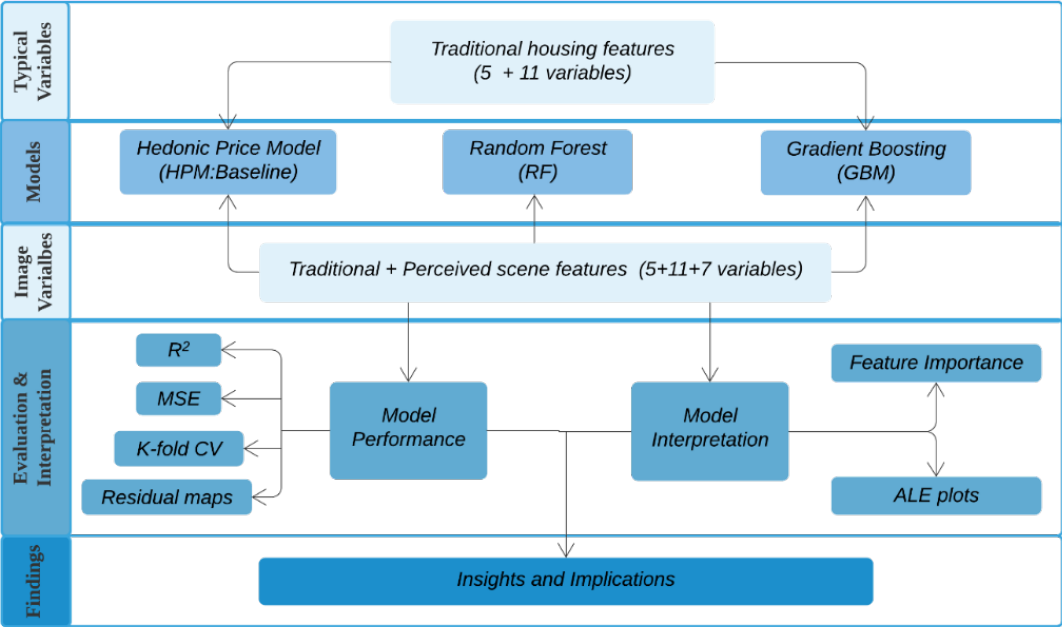 Typical
Variables
Traditional housing features
(5 + 11 variables)
Models
Hedonic Price Model
(HPM:Baseline)
Random Forest
(RF)
Gradient Boosting
(GBM)
Image
Varialbes
Traditional + Perceived scene features (5+11+7 variables)
Evaluation &
Interpretation
R²
MSE
K-fold CV
Residual maps
Model
Performance
Model
Interpretation
Feature Importance
ALE plots
Findings
Insights and Implications